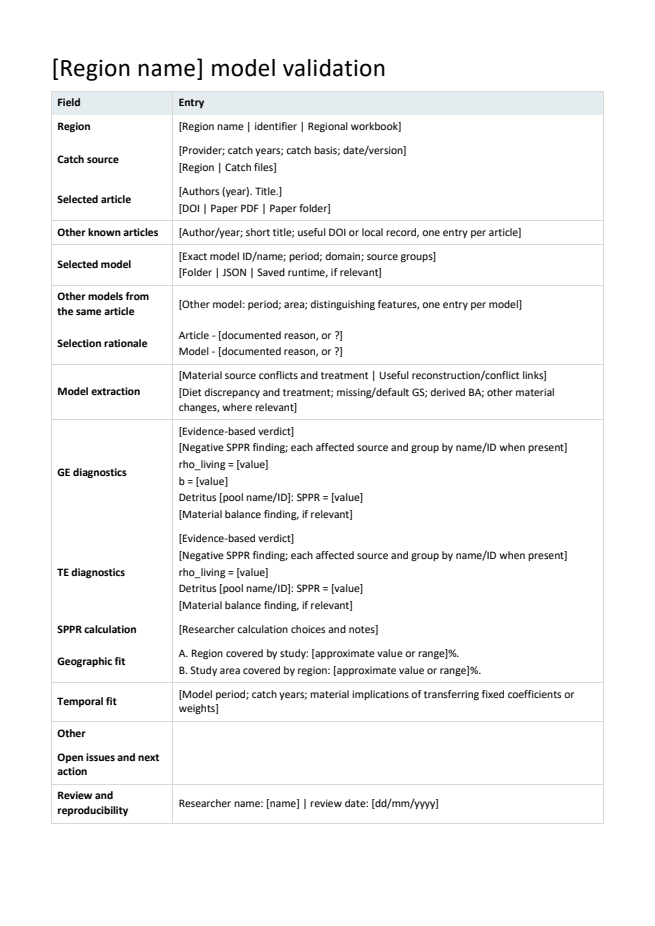 [Region name] model validation
Field Entry
Region [Region name | identifier | Regional workbook]
Catch source [Provider; catch years; catch basis; date/version]
[Region | Catch files]
Selected article [Authors (year). Title.]
[DOI | Paper PDF | Paper folder]
Other known articles [Author/year; short title; useful DOI or local record, one entry per article]
Selected model [Exact model ID/name; period; domain; source groups]
[Folder | JSON | Saved runtime, if relevant]
Other models from
the same article [Other model: period; area; distinguishing features, one entry per model]
Selection rationale Article - [documented reason, or ?]
Model - [documented reason, or ?]
Model extraction [Material source conflicts and treatment | Useful reconstruction/conflict links]
[Diet discrepancy and treatment; missing/default GS; derived BA; other material
changes, where relevant]
GE diagnostics [Evidence-based verdict]
[Negative SPPR finding; each affected source and group by name/ID when present]
rho_living = [value]
b = [value]
Detritus [pool name/ID]: SPPR = [value]
[Material balance finding, if relevant]
TE diagnostics [Evidence-based verdict]
[Negative SPPR finding; each affected source and group by name/ID when present]
rho_living = [value]
Detritus [pool name/ID]: SPPR = [value]
[Material balance finding, if relevant]
SPPR calculation [Researcher calculation choices and notes]
Geographic fit A. Region covered by study: [approximate value or range]%.
B. Study area covered by region: [approximate value or range]%.
Temporal fit [Model period; catch years; material implications of transferring fixed coefficients or
weights]
Other
Open issues and next
action
Review and
reproducibility Researcher name: [name] | review date: [dd/mm/yyyy]